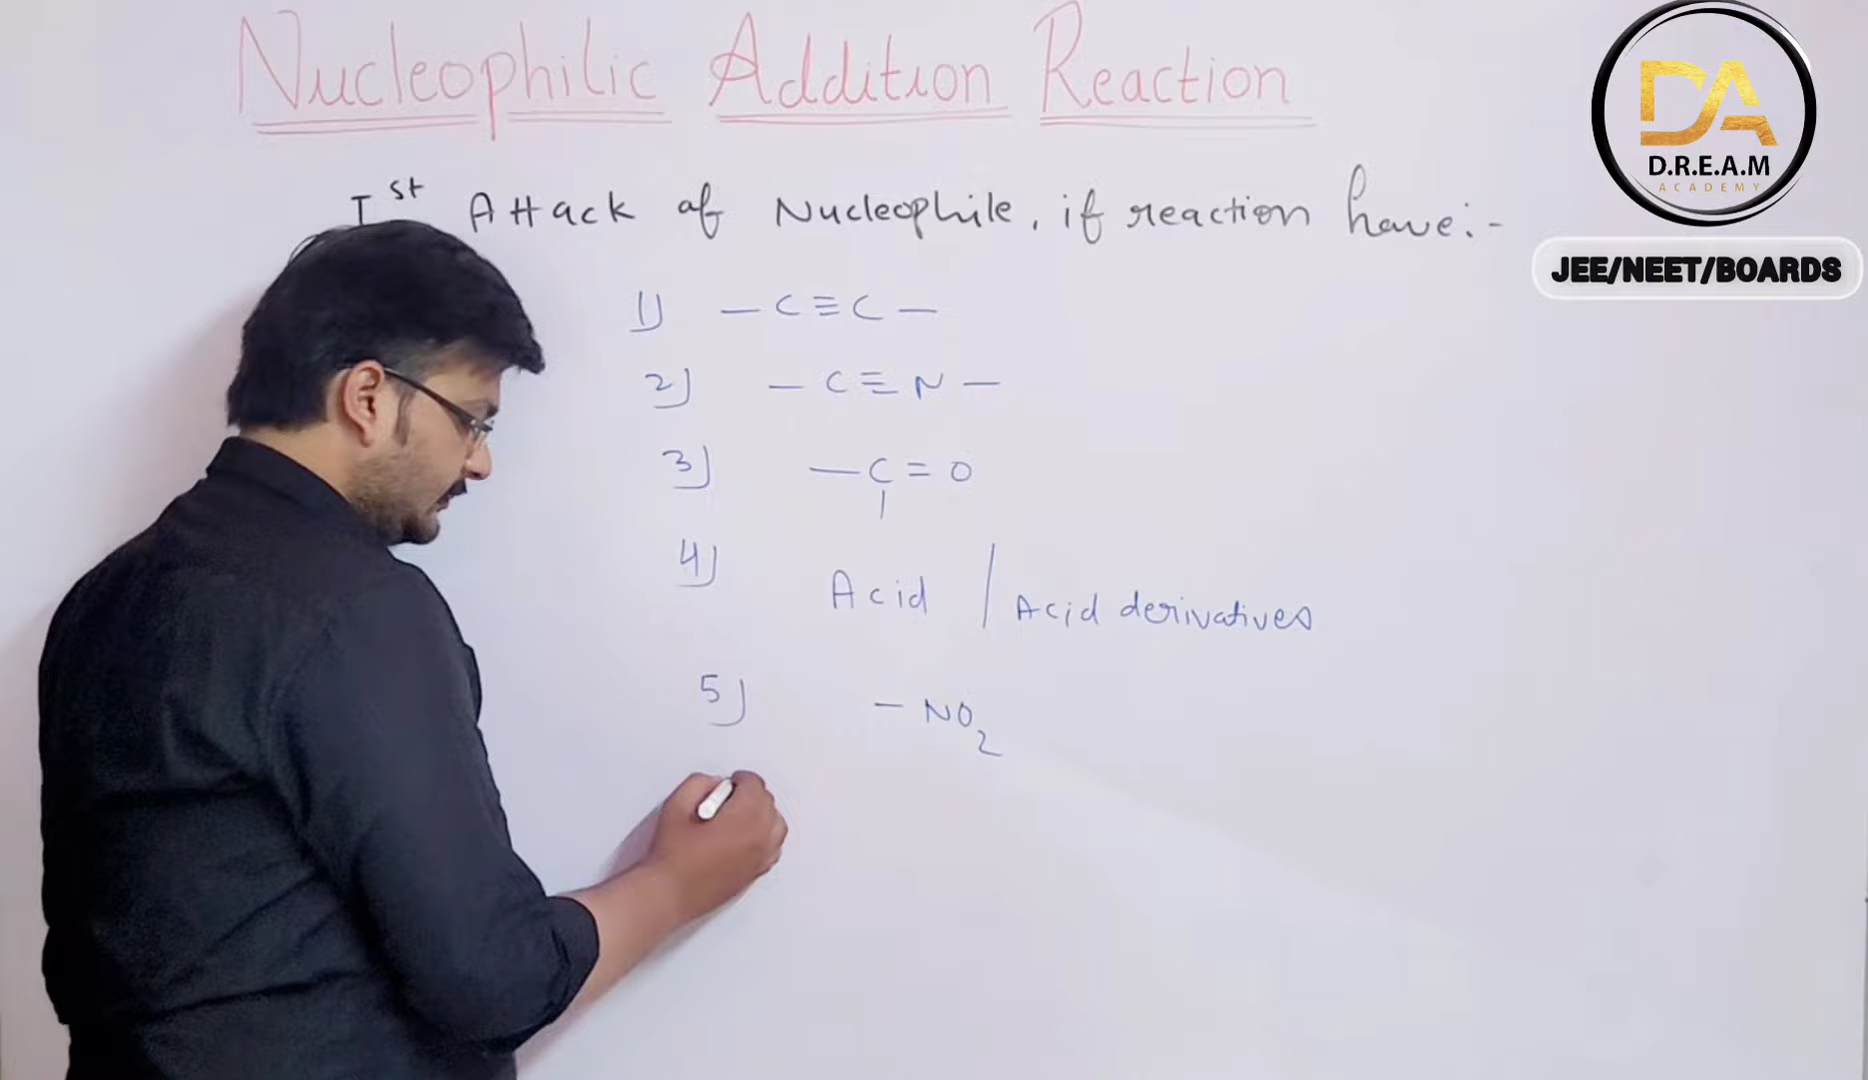 Nucleophilic Addition Reaction
Ist Attack of Nucleophile, if reaction have:-
1) -C≡C-
2) -C≡N-
3) -C=O
4) Acid / Acid derivatives
5) -NO2
DA
D.R.E.A.M
ACADEMY
JEE/NEET/BOARDS